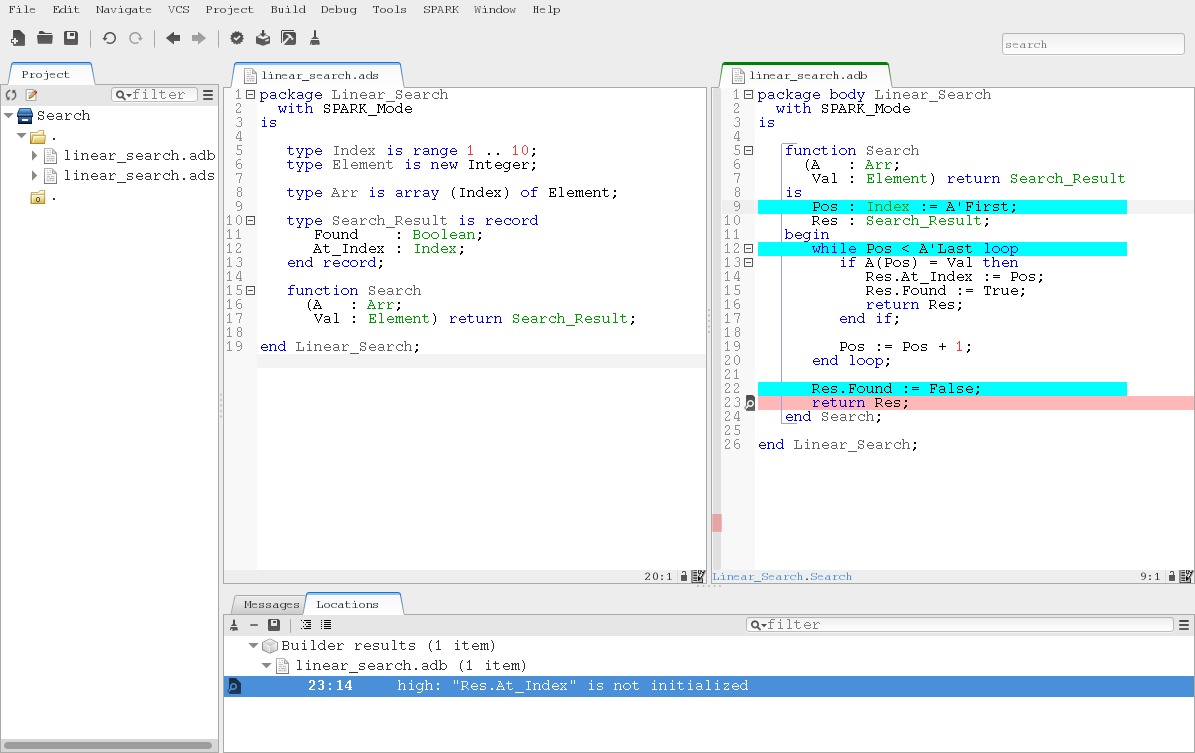 File Edit Navigate VCS Project Build Debug Tools SPARK Window Help
search
Project
filter
Search
.
linear_search.adb
linear_search.ads
.
linear_search.ads
1 package Linear_Search
2   with SPARK_Mode
3 is
4
5    type Index is range 1 .. 10;
6    type Element is new Integer;
7
8    type Arr is array (Index) of Element;
9
10    type Search_Result is record
11       Found    : Boolean;
12       At_Index : Index;
13    end record;
14
15    function Search
16      (A   : Arr;
17       Val : Element) return Search_Result;
18
19 end Linear_Search;
20:1
linear_search.adb
1 package body Linear_Search
2   with SPARK_Mode
3 is
4
5    function Search
6      (A   : Arr;
7       Val : Element) return Search_Result
8    is
9       Pos : Index := A'First;
10       Res : Search_Result;
11    begin
12       while Pos < A'Last loop
13          if A(Pos) = Val then
14             Res.At_Index := Pos;
15             Res.Found := True;
16             return Res;
17          end if;
18
19          Pos := Pos + 1;
20       end loop;
21
22       Res.Found := False;
23       return Res;
24    end Search;
25
26 end Linear_Search;
Linear_Search.Search 9:1
Messages Locations
filter
Builder results (1 item)
linear_search.adb (1 item)
23:14 high: "Res.At_Index" is not initialized